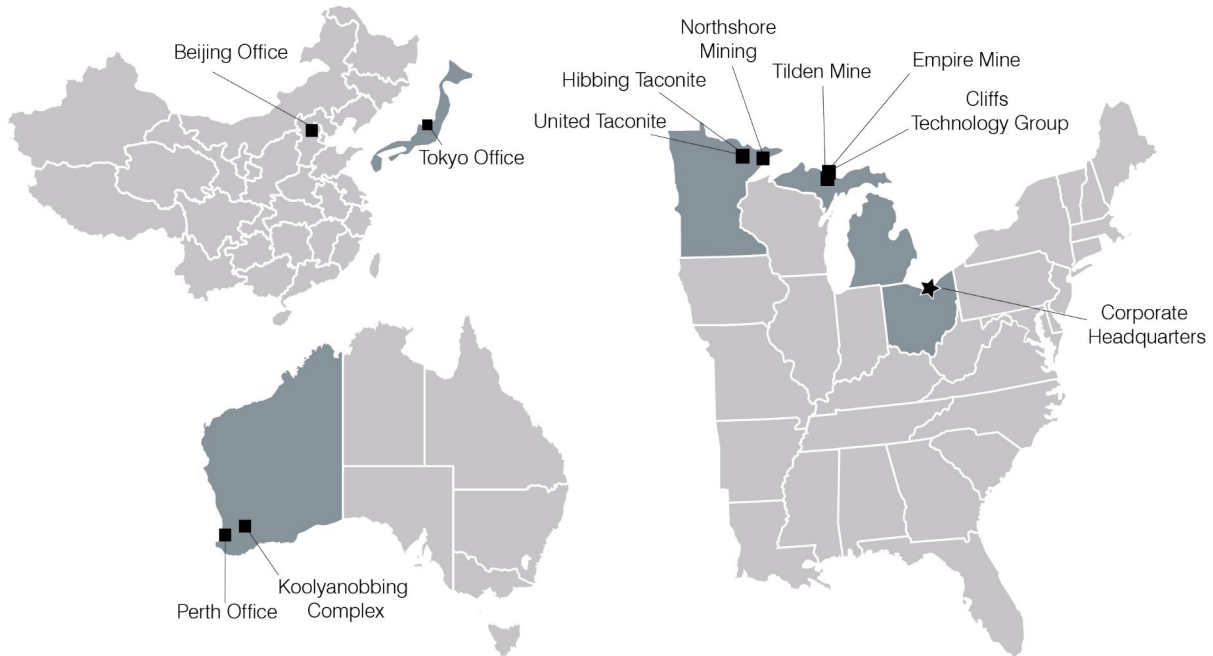 Beijing Office
Tokyo Office
Northshore
Mining
Hibbing Taconite
United Taconite
Tilden Mine
Empire Mine
Cliffs
Technology Group
Corporate
Headquarters
Perth Office
Koolyanobbing
Complex